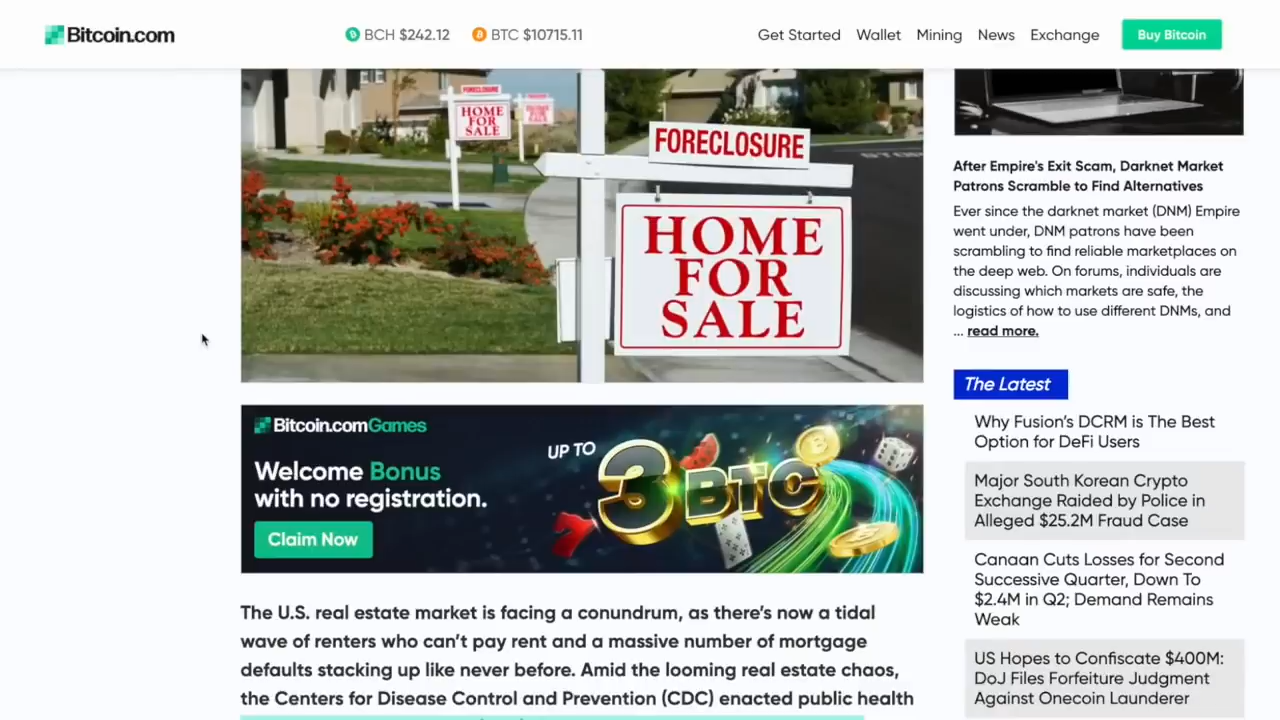 Bitcoin.com
BCH $242.12
BTC $10715.11
Get Started
Wallet
Mining
News
Exchange
Buy Bitcoin
FORECLOSURE
HOME
FOR
SALE
FORECLOSURE
HOME
FOR
SALE
Bitcoin.comGames
Welcome Bonus
with no registration.
Claim Now
UP TO
3 BTC
The U.S. real estate market is facing a conundrum, as there's now a tidal
wave of renters who can't pay rent and a massive number of mortgage
defaults stacking up like never before. Amid the looming real estate chaos,
the Centers for Disease Control and Prevention (CDC) enacted public health
After Empire's Exit Scam, Darknet Market
Patrons Scramble to Find Alternatives
Ever since the darknet market (DNM) Empire
went under, DNM patrons have been
scrambling to find reliable marketplaces on
the deep web. On forums, individuals are
discussing which markets are safe, the
logistics of how to use different DNMs, and
... read more.
The Latest
Why Fusion's DCRM is The Best
Option for DeFi Users
Major South Korean Crypto
Exchange Raided by Police in
Alleged $25.2M Fraud Case
Canaan Cuts Losses for Second
Successive Quarter, Down To
$2.4M in Q2; Demand Remains
Weak
US Hopes to Confiscate $400M:
DoJ Files Forfeiture Judgment
Against Onecoin Launderer